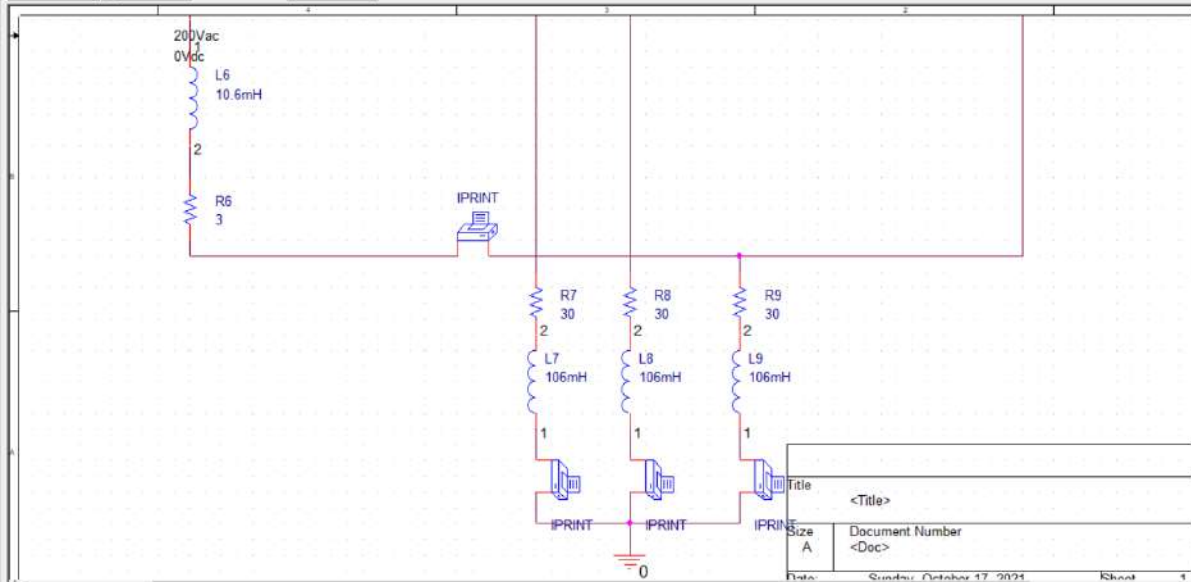 4 3 2
200Vac
1
0Vdc
L6
10.6mH
2
B
R6
3
IPRINT
R7
30
R8
30
R9
30
2 2 2
L7
106mH
L8
106mH
L9
106mH
A
1 1 1
IPRINT IPRINT IPRINT
0
Title
<Title>
Size
A
Document Number
<Doc>
Date: Sunday, October 17, 2021 Sheet 1